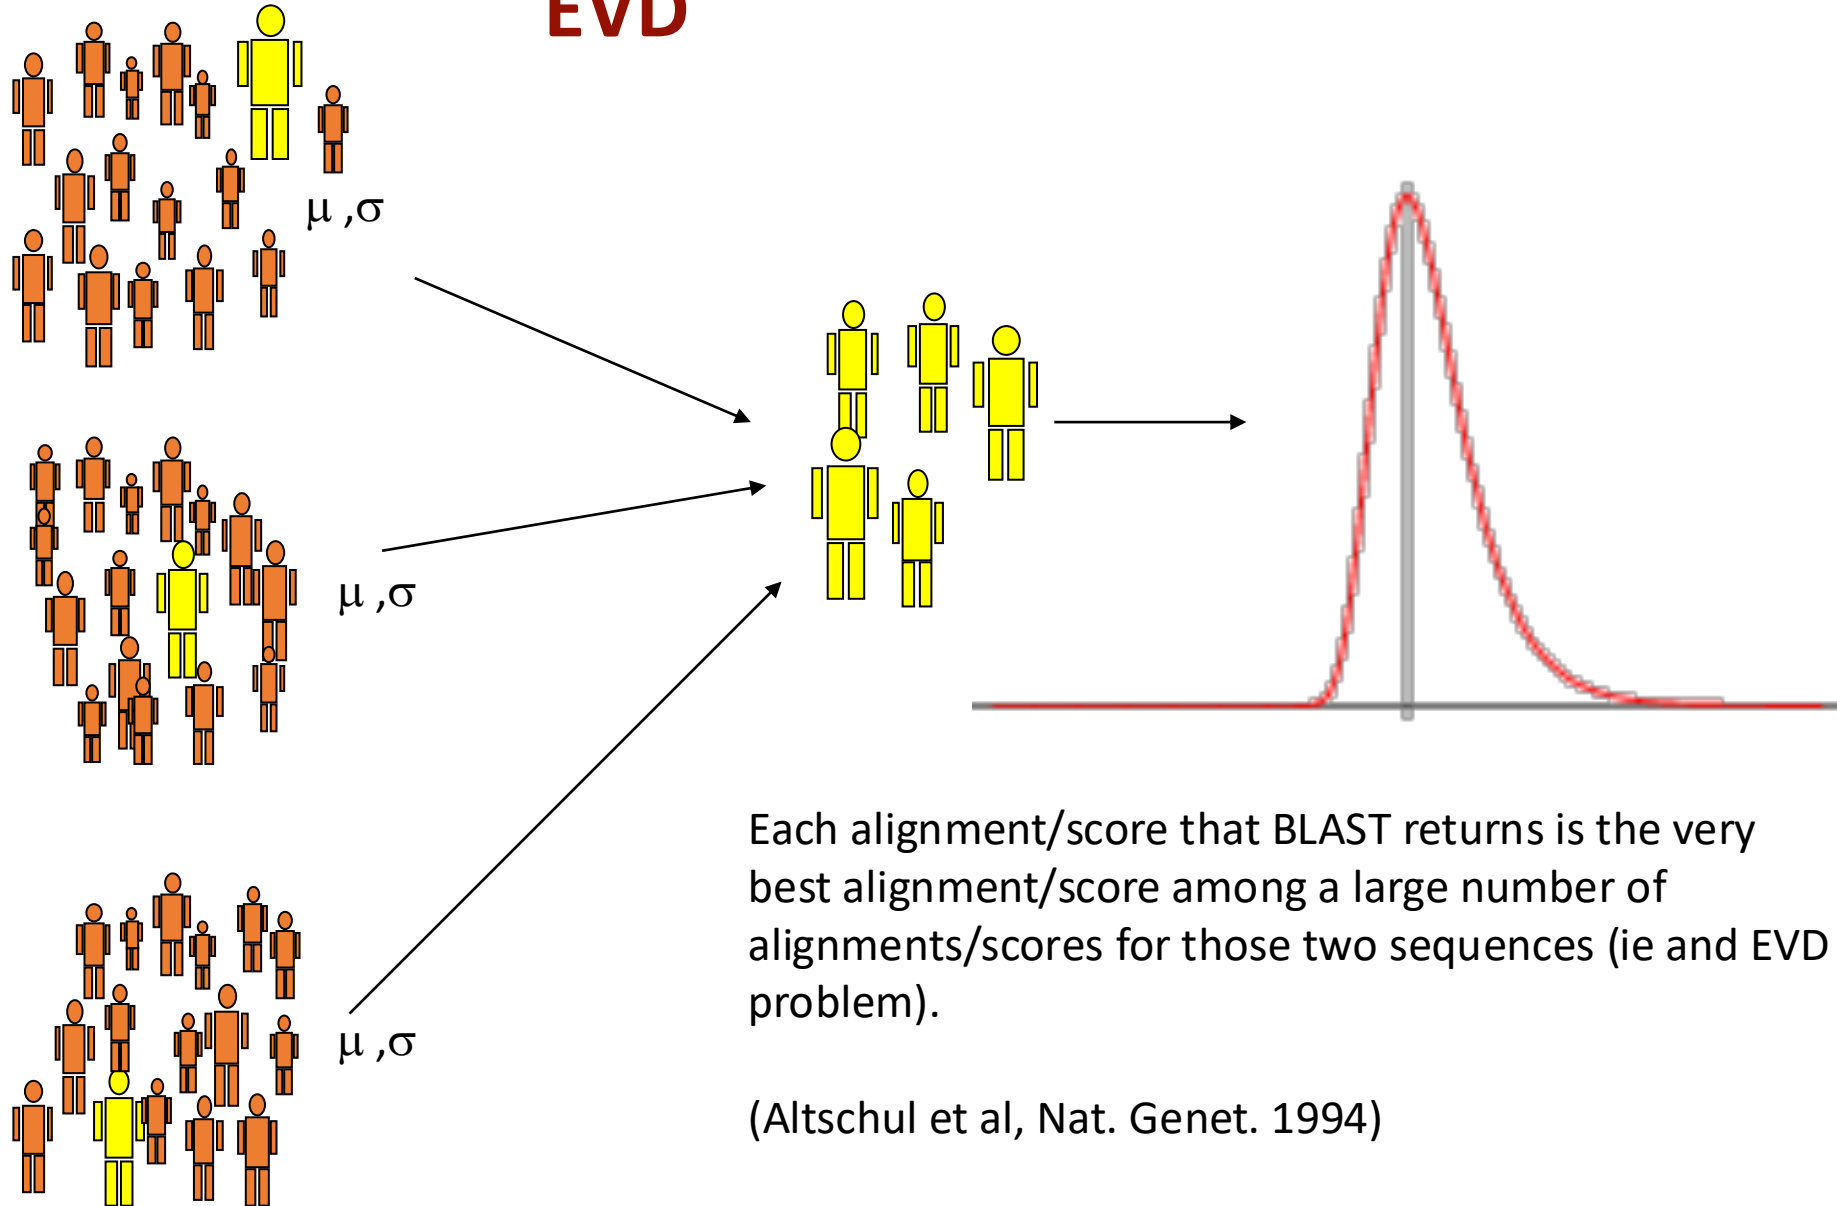 EVD
μ ,σ
μ ,σ
μ ,σ
Each alignment/score that BLAST returns is the very
best alignment/score among a large number of
alignments/scores for those two sequences (ie and EVD
problem).
(Altschul et al, Nat. Genet. 1994)